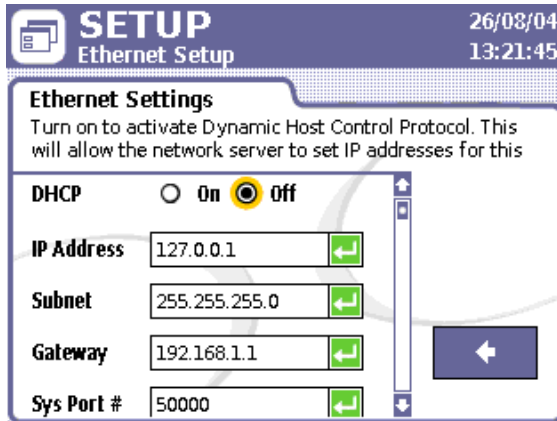 SETUP
26/08/04
Ethernet Setup
13:21:45
Ethernet Settings
Turn on to activate Dynamic Host Control Protocol. This
will allow the network server to set IP addresses for this
DHCP On Off
IP Address 127.0.0.1
Subnet 255.255.255.0
Gateway 192.168.1.1
Sys Port # 50000